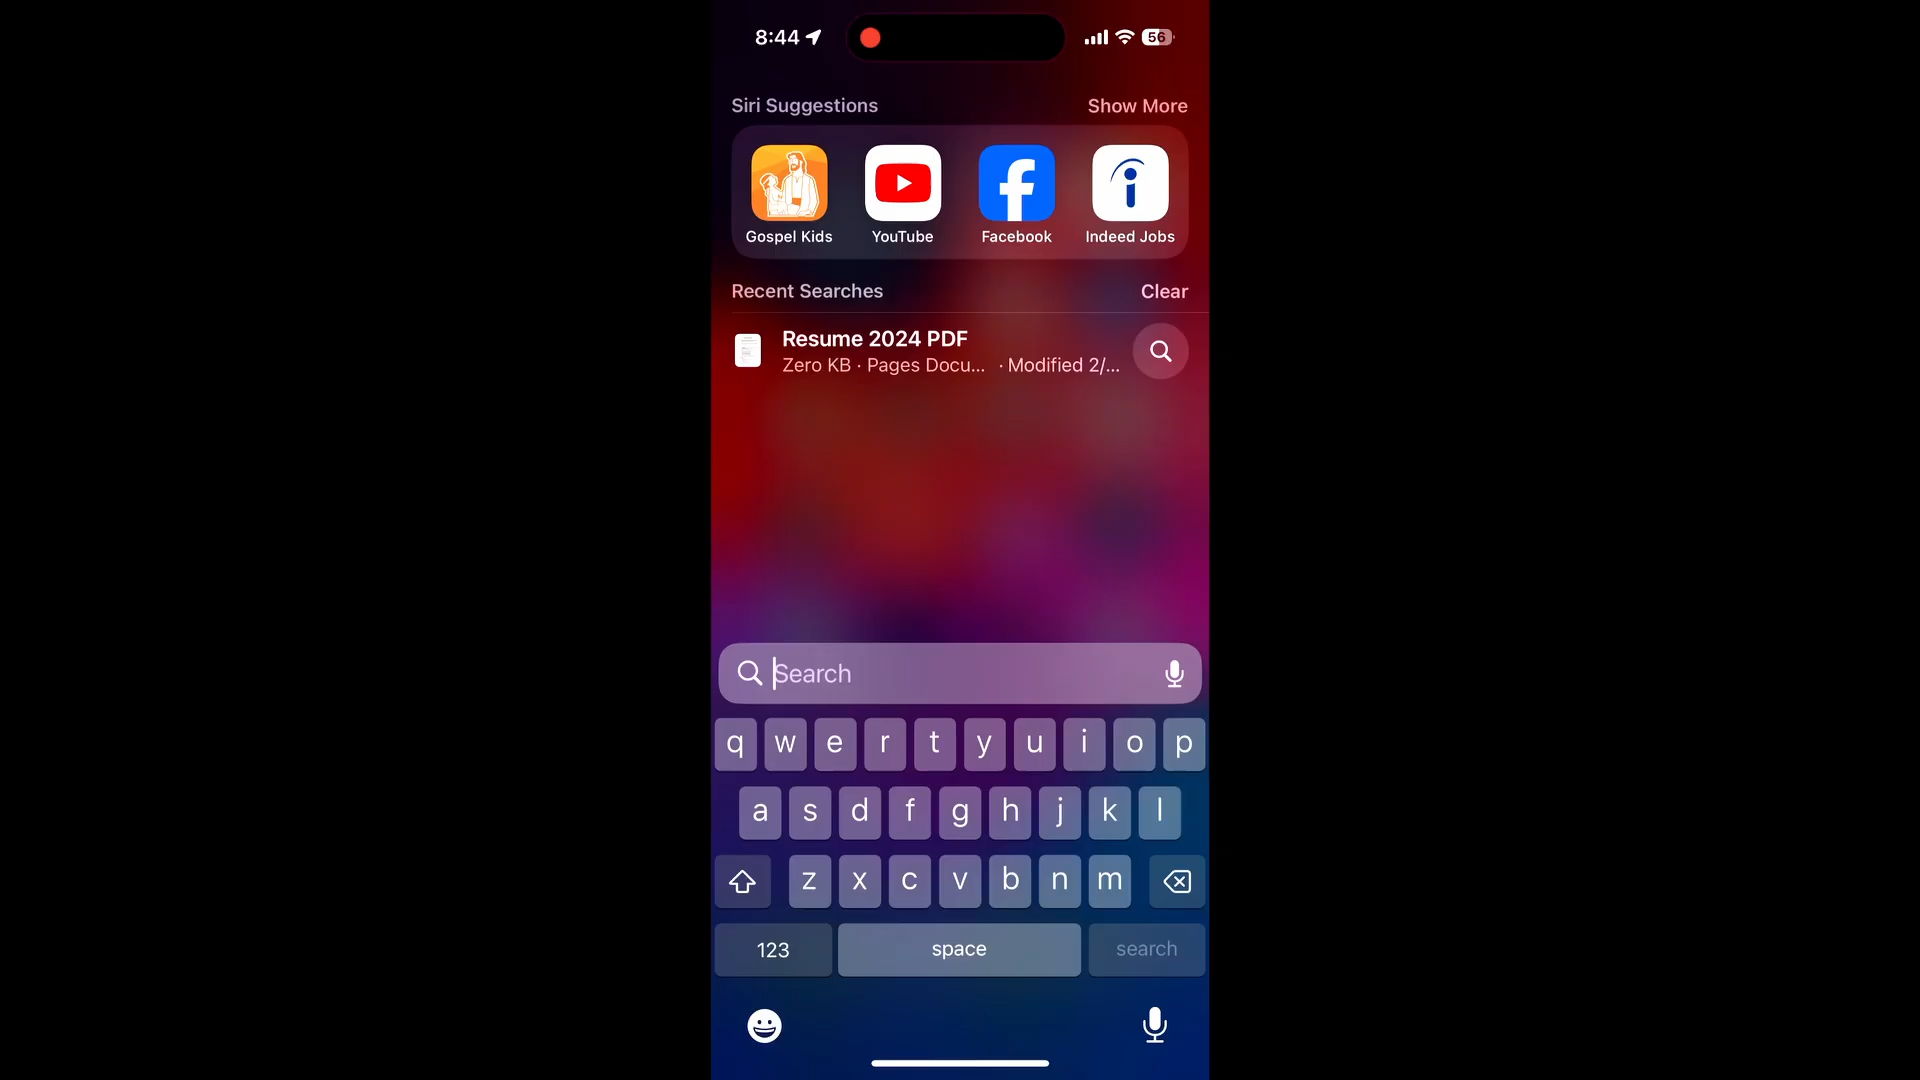 8:44
56
Siri Suggestions Show More
Gospel Kids YouTube Facebook Indeed Jobs
Recent Searches Clear
Resume 2024 PDF
Zero KB · Pages Docu... · Modified 2/...
Search
q w e r t y u i o p
a s d f g h j k l
z x c v b n m
123 space search